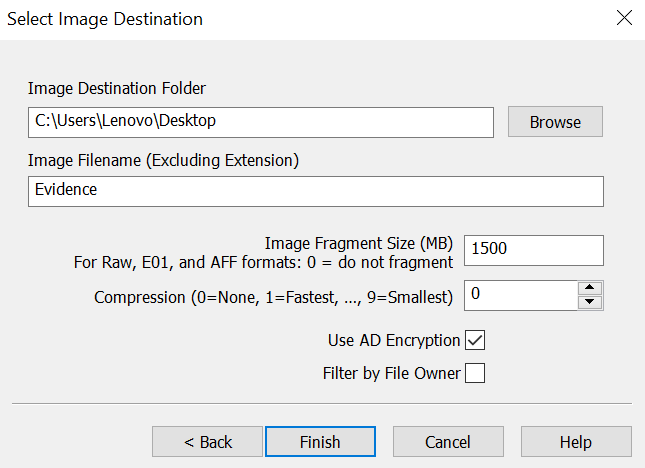 Select Image Destination
Image Destination Folder
C:\Users\Lenovo\Desktop
Browse
Image Filename (Excluding Extension)
Evidence
Image Fragment Size (MB)
1500
For Raw, E01, and AFF formats: 0 = do not fragment
Compression (0=None, 1=Fastest, ..., 9=Smallest)
0
Use AD Encryption
Filter by File Owner
< Back
Finish
Cancel
Help